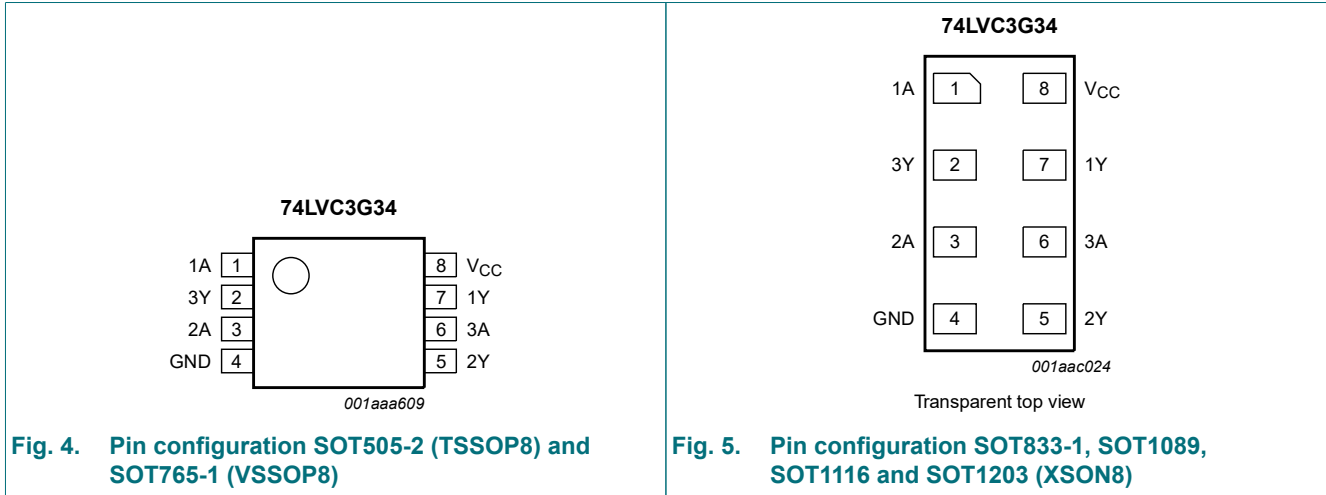 74LVC3G34
1A 1 8 VCC
3Y 2 7 1Y
2A 3 6 3A
GND 4 5 2Y
001aaa609
Fig. 4. Pin configuration SOT505-2 (TSSOP8) and
SOT765-1 (VSSOP8)
74LVC3G34
1A 1 8 VCC
3Y 2 7 1Y
2A 3 6 3A
GND 4 5 2Y
001aac024
Transparent top view
Fig. 5. Pin configuration SOT833-1, SOT1089,
SOT1116 and SOT1203 (XSON8)